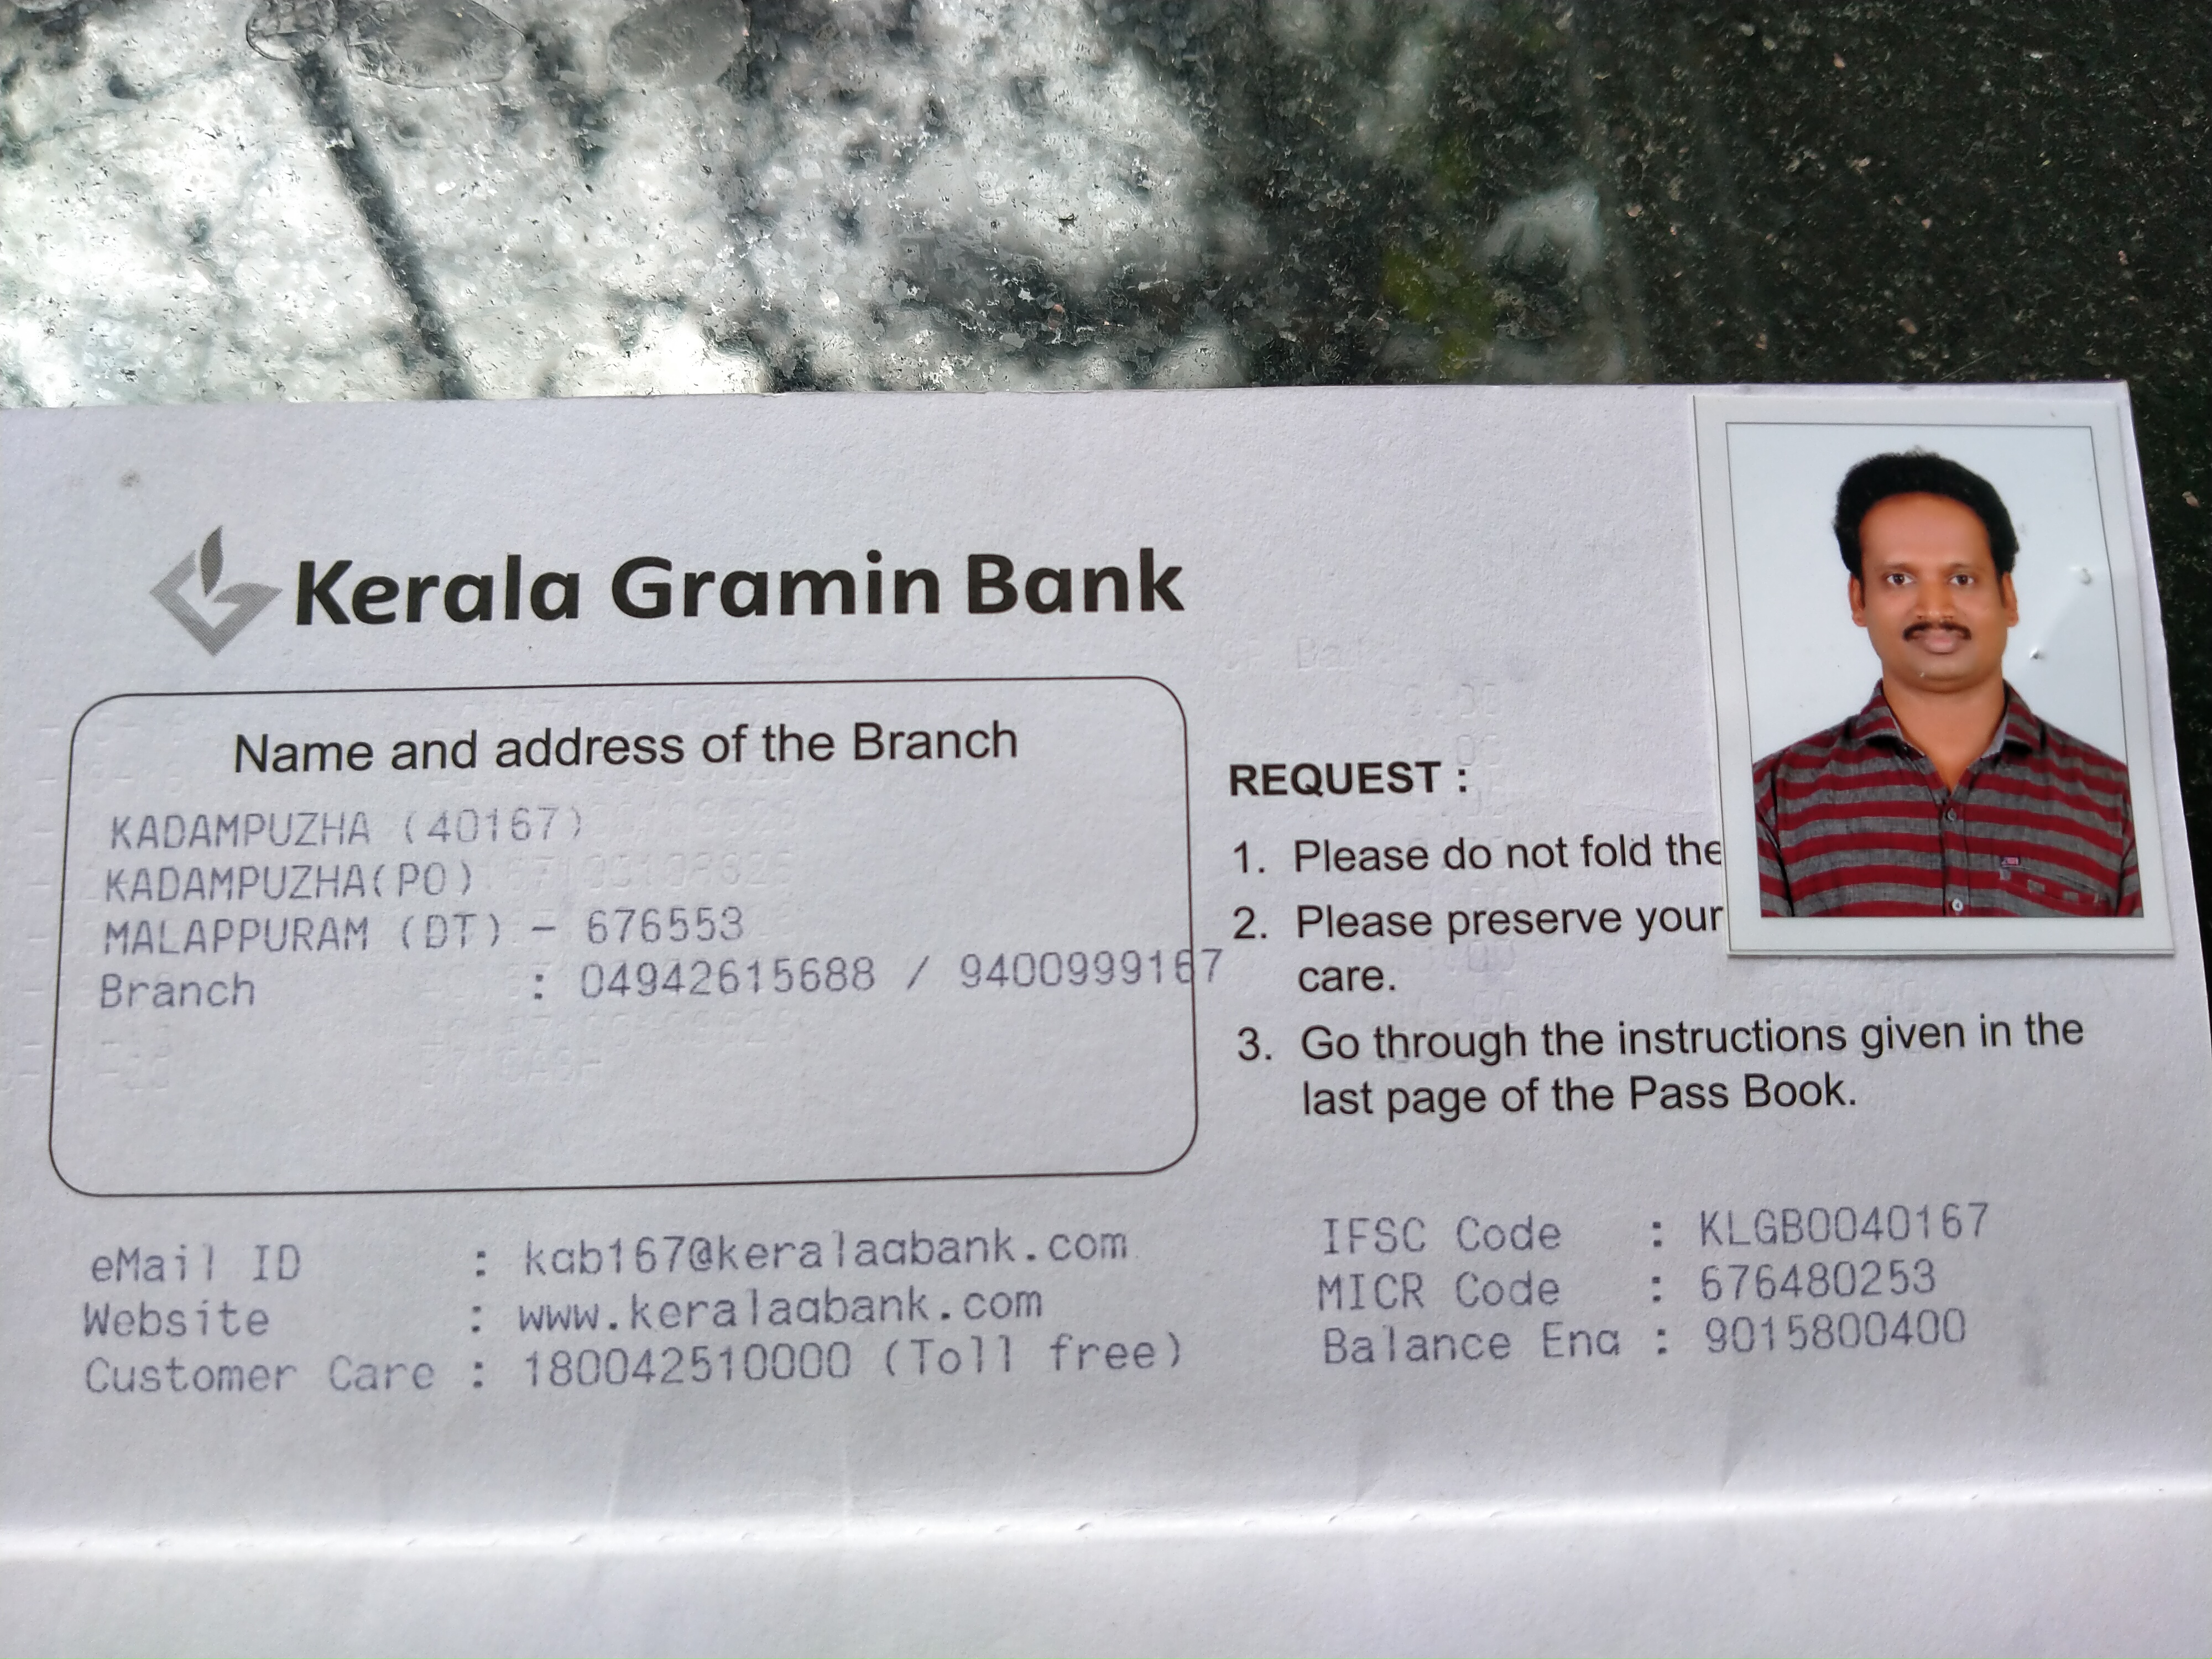 Kerala Gramin Bank
Name and address of the Branch
KADAMPUZHA (40167)
KADAMPUZHA(PO)
MALAPPURAM (DT) - 676553
Branch : 04942615688 / 9400999167
REQUEST :
1. Please do not fold the
2. Please preserve your
care.
3. Go through the instructions given in the
last page of the Pass Book.
eMail ID : kgb167@keralagbank.com
Website : www.keralagbank.com
Customer Care : 180042510000 (Toll free)
IFSC Code : KLGB0040167
MICR Code : 676480253
Balance Enq : 9015800400